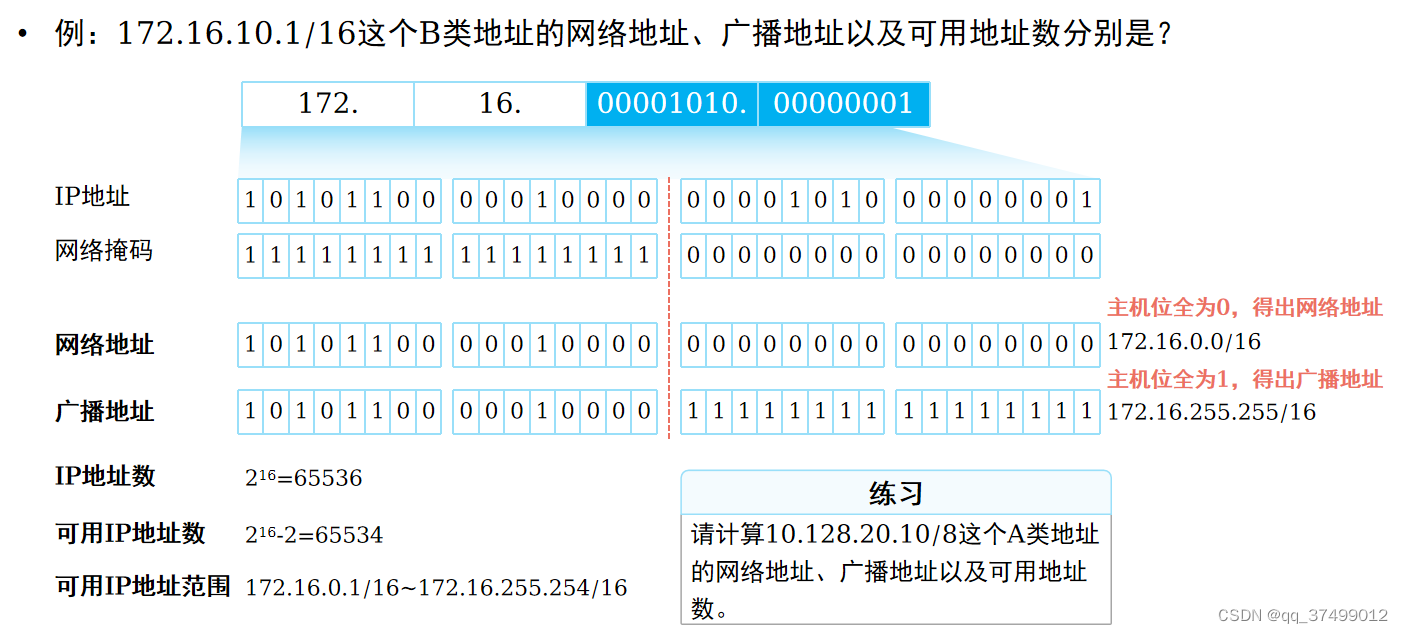 • 例：172.16.10.1/16这个B类地址的网络地址、广播地址以及可用地址数分别是？
172. 16. 00001010. 00000001
IP地址 1 0 1 0 1 1 0 0 0 0 0 1 0 0 0 0 0 0 0 0 1 0 1 0 0 0 0 0 0 0 0 1
网络掩码 1 1 1 1 1 1 1 1 1 1 1 1 1 1 1 1 0 0 0 0 0 0 0 0 0 0 0 0 0 0 0 0
主机位全为0，得出网络地址
网络地址 1 0 1 0 1 1 0 0 0 0 0 1 0 0 0 0 0 0 0 0 0 0 0 0 0 0 0 0 0 0 0 0 172.16.0.0/16
主机位全为1，得出广播地址
广播地址 1 0 1 0 1 1 0 0 0 0 0 1 0 0 0 0 1 1 1 1 1 1 1 1 1 1 1 1 1 1 1 1 172.16.255.255/16
IP地址数 2¹⁶=65536
可用IP地址数 2¹⁶-2=65534
可用IP地址范围 172.16.0.1/16~172.16.255.254/16
练习
请计算10.128.20.10/8这个A类地址
的网络地址、广播地址以及可用地址
数。
CSDN @qq_37499012